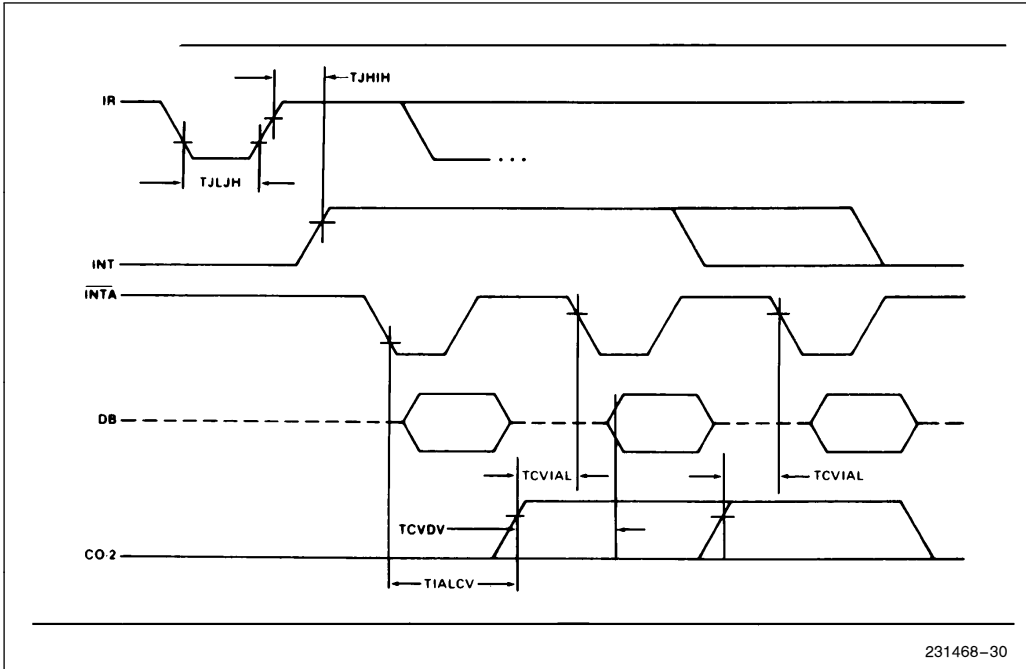 TJHIH
IR
TJLJH
. . .
INT
INTA
DB
TCVIAL
TCVIAL
TCVDV
CO·2
TIALCV
231468–30